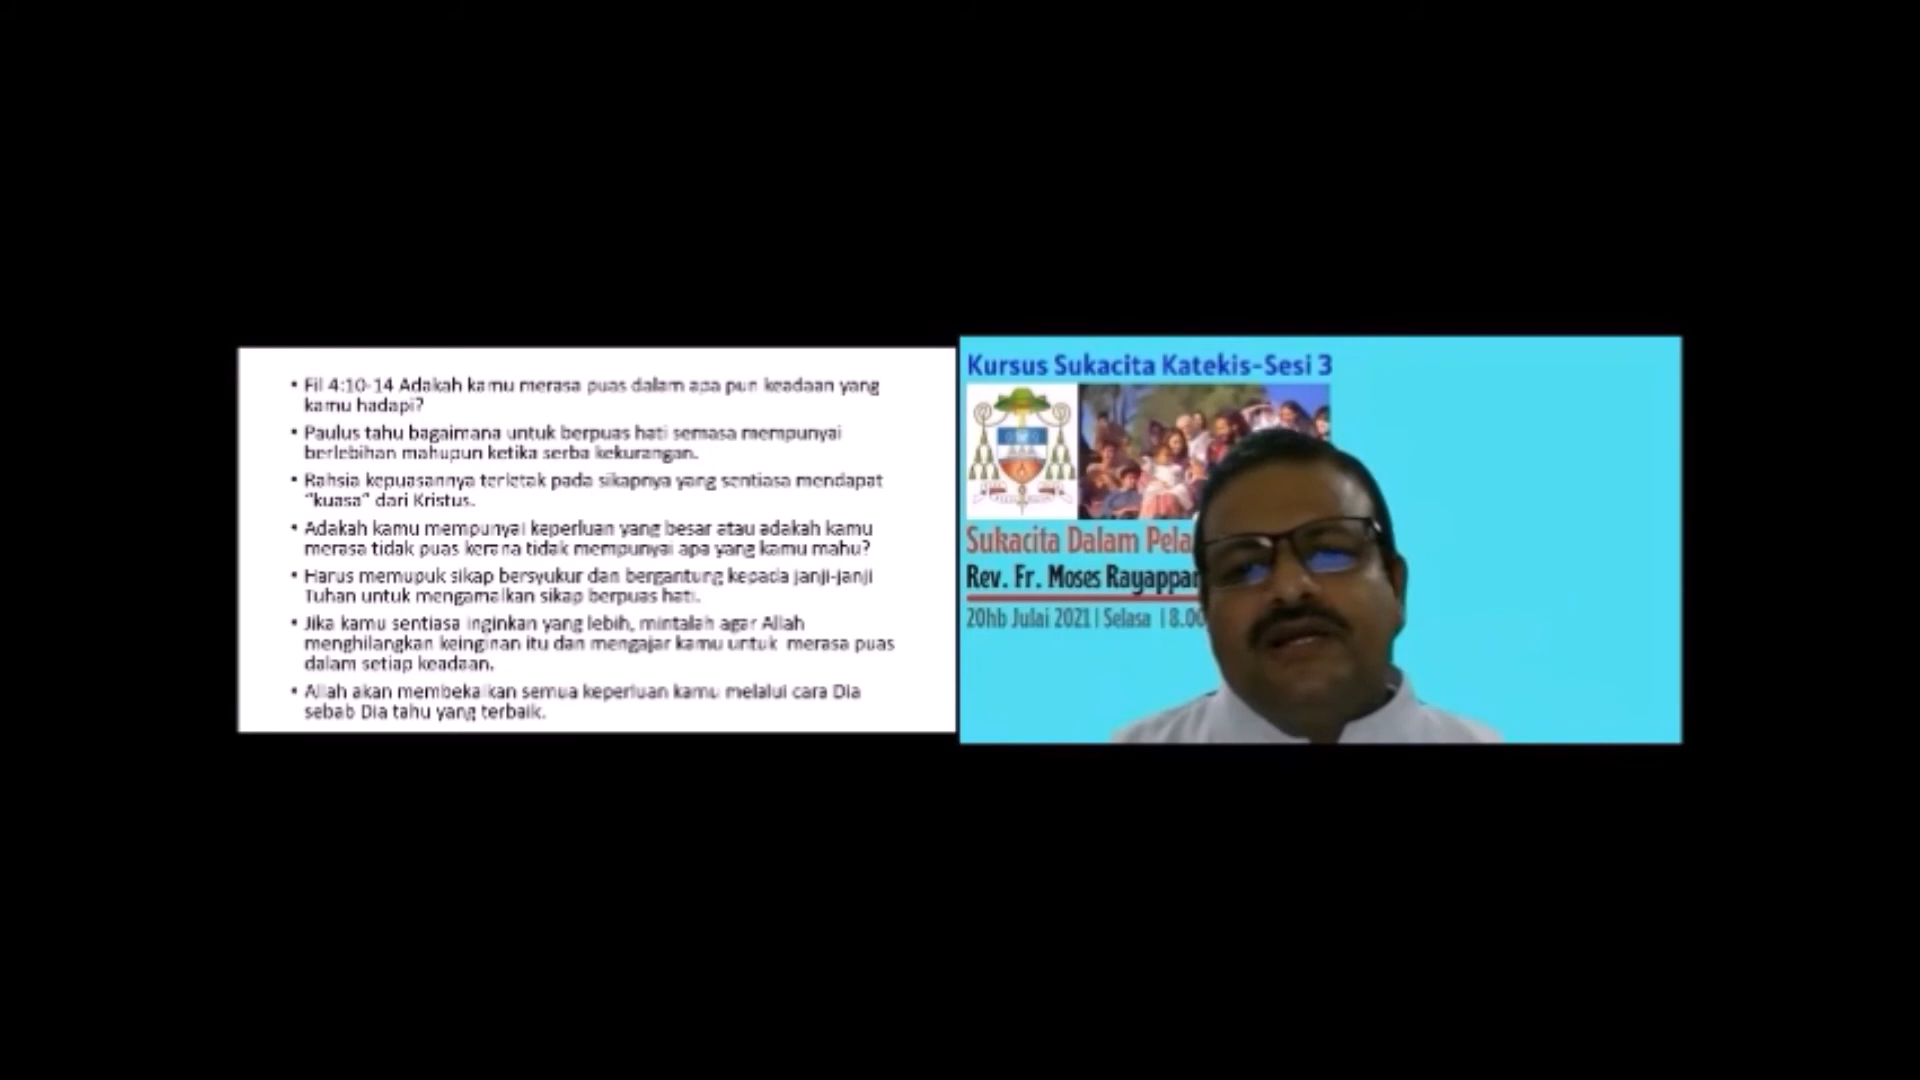 • Fil 4:10-14 Adakah kamu merasa puas dalam apa pun keadaan yang
kamu hadapi?
• Paulus tahu bagaimana untuk berpuas hati semasa mempunyai
berlebihan mahupun ketika serba kekurangan.
• Rahsia kepuasannya terletak pada sikapnya yang sentiasa mendapat
"kuasa" dari Kristus.
• Adakah kamu mempunyai keperluan yang besar atau adakah kamu
merasa tidak puas kerana tidak mempunyai apa yang kamu mahu?
• Harus memupuk sikap bersyukur dan bergantung kepada janji-janji
Tuhan untuk mengamalkan sikap berpuas hati.
• Jika kamu sentiasa inginkan yang lebih, mintalah agar Allah
menghilangkan keinginan itu dan mengajar kamu untuk merasa puas
dalam setiap keadaan.
• Allah akan membekalkan semua keperluan kamu melalui cara Dia
sebab Dia tahu yang terbaik.
Kursus Sukacita Katekis-Sesi 3
Sukacita Dalam Pela
Rev. Fr. Moses Rayappan
20hb Julai 2021 | Selasa | 8.00